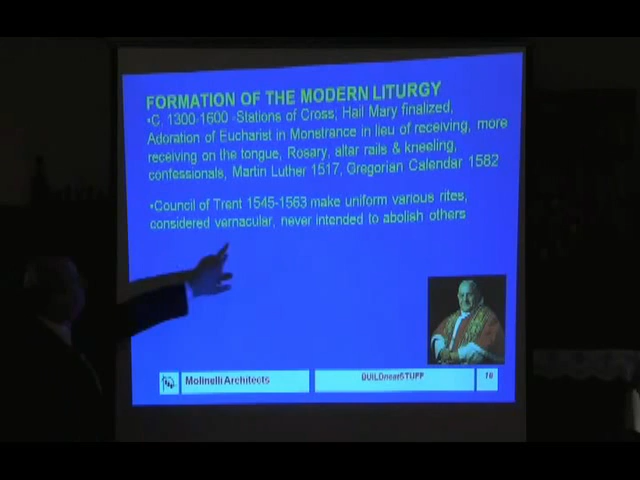 FORMATION OF THE MODERN LITURGY
•C. 1300-1600 -Stations of Cross; Hail Mary finalized,
Adoration of Eucharist in Monstrance in lieu of receiving, more
receiving on the tongue, Rosary, altar rails & kneeling,
confessionals, Martin Luther 1517, Gregorian Calendar 1582
•Council of Trent 1545-1563 make uniform various rites,
considered vernacular, never intended to abolish others
Molinelli Architects
BUILDnearSTUFF